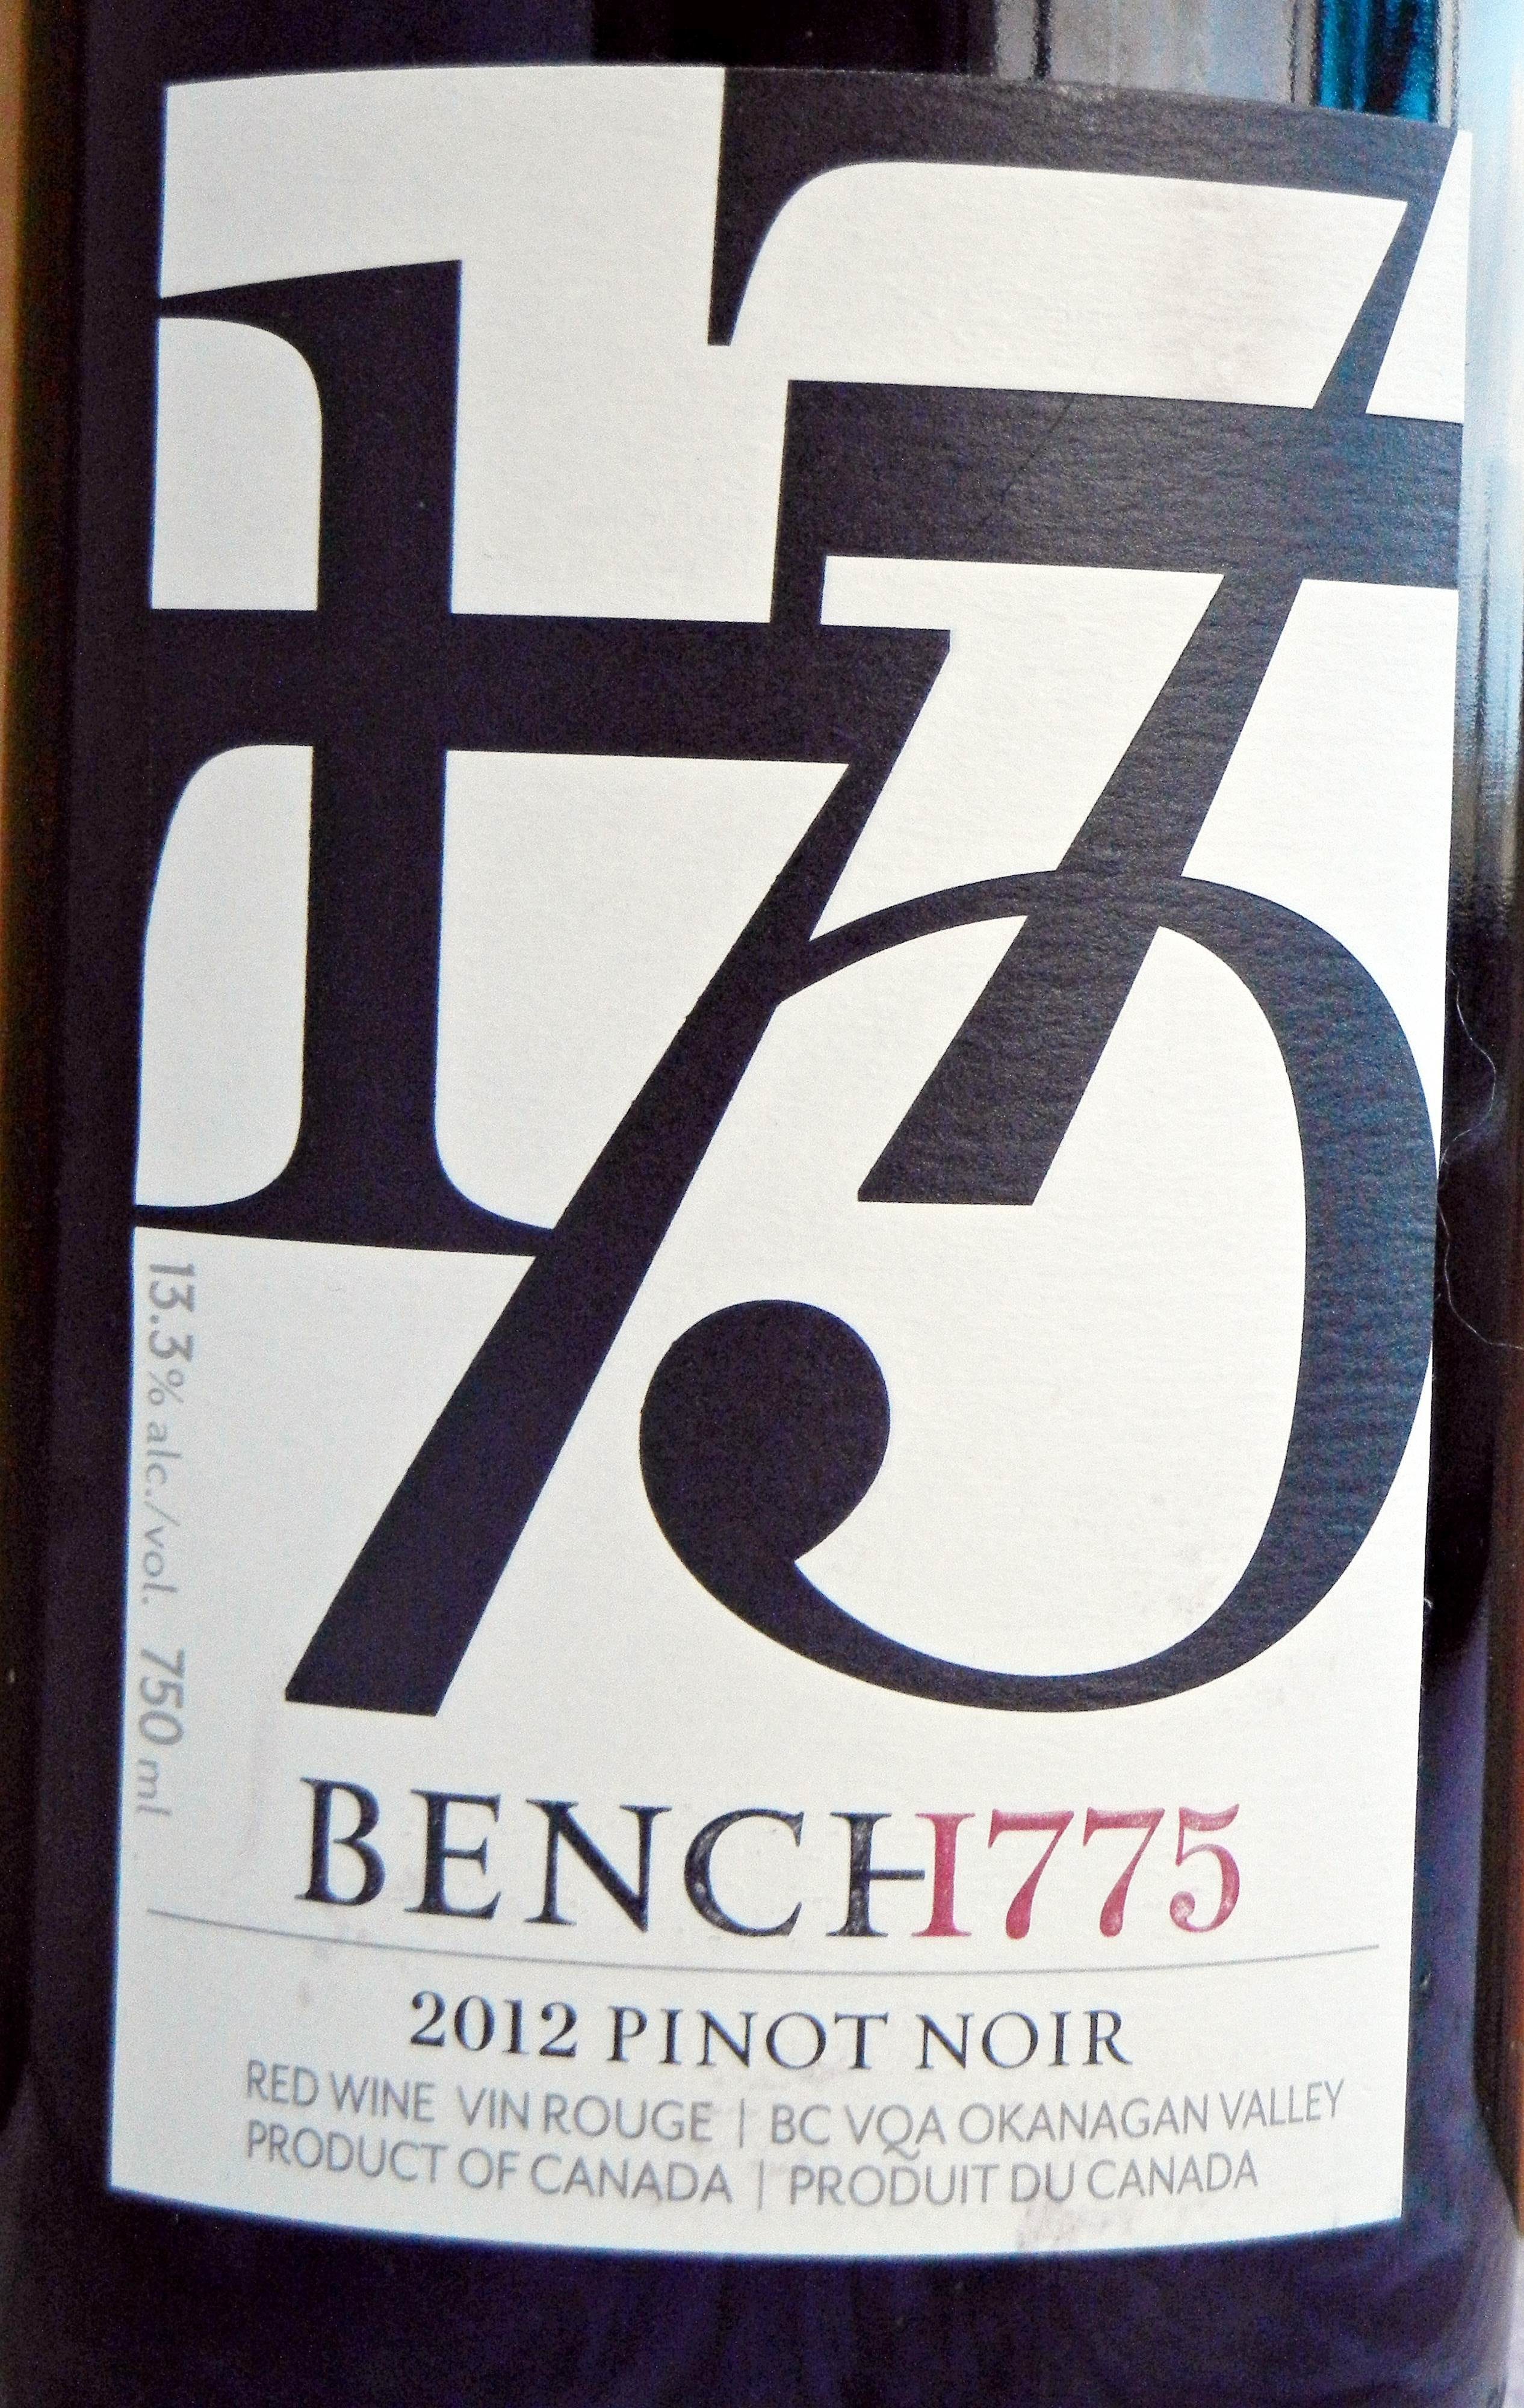 1775
13.3% alc./vol. 750 ml
BENCH1775
2012 PINOT NOIR
RED WINE VIN ROUGE | BC VQA OKANAGAN VALLEY
PRODUCT OF CANADA | PRODUIT DU CANADA